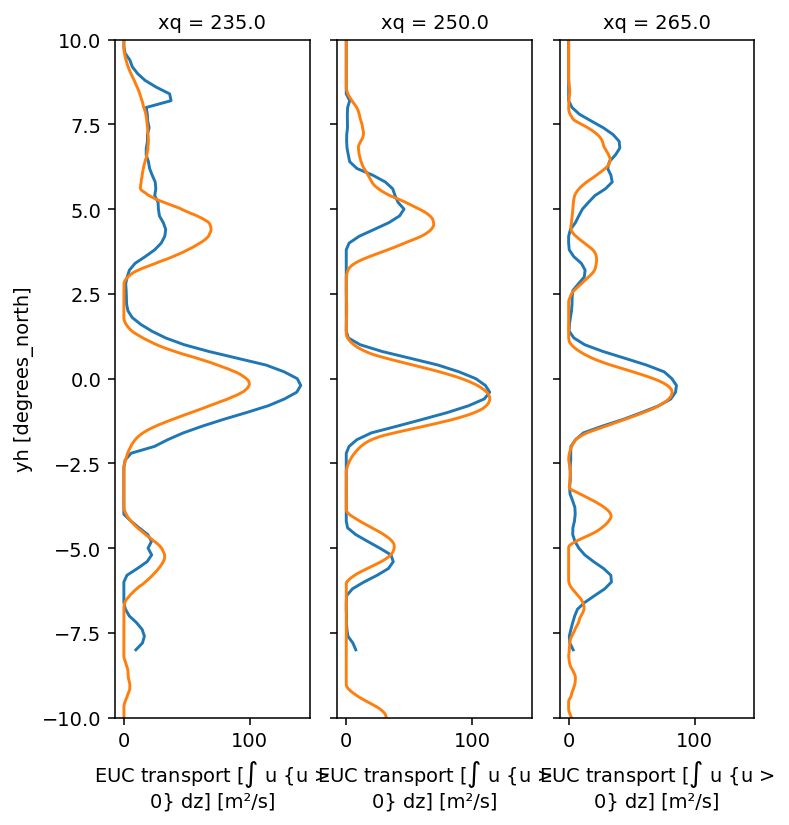 xq = 235.0 xq = 250.0 xq = 265.0
10.0
7.5
5.0
2.5
0.0
−2.5
−5.0
−7.5
−10.0
yh [degrees_north]
0 100 0 100 0 100
EUC transport [∫ u {u > EUC transport [∫ u {u > EUC transport [∫ u {u >
0} dz] [m²/s] 0} dz] [m²/s] 0} dz] [m²/s]